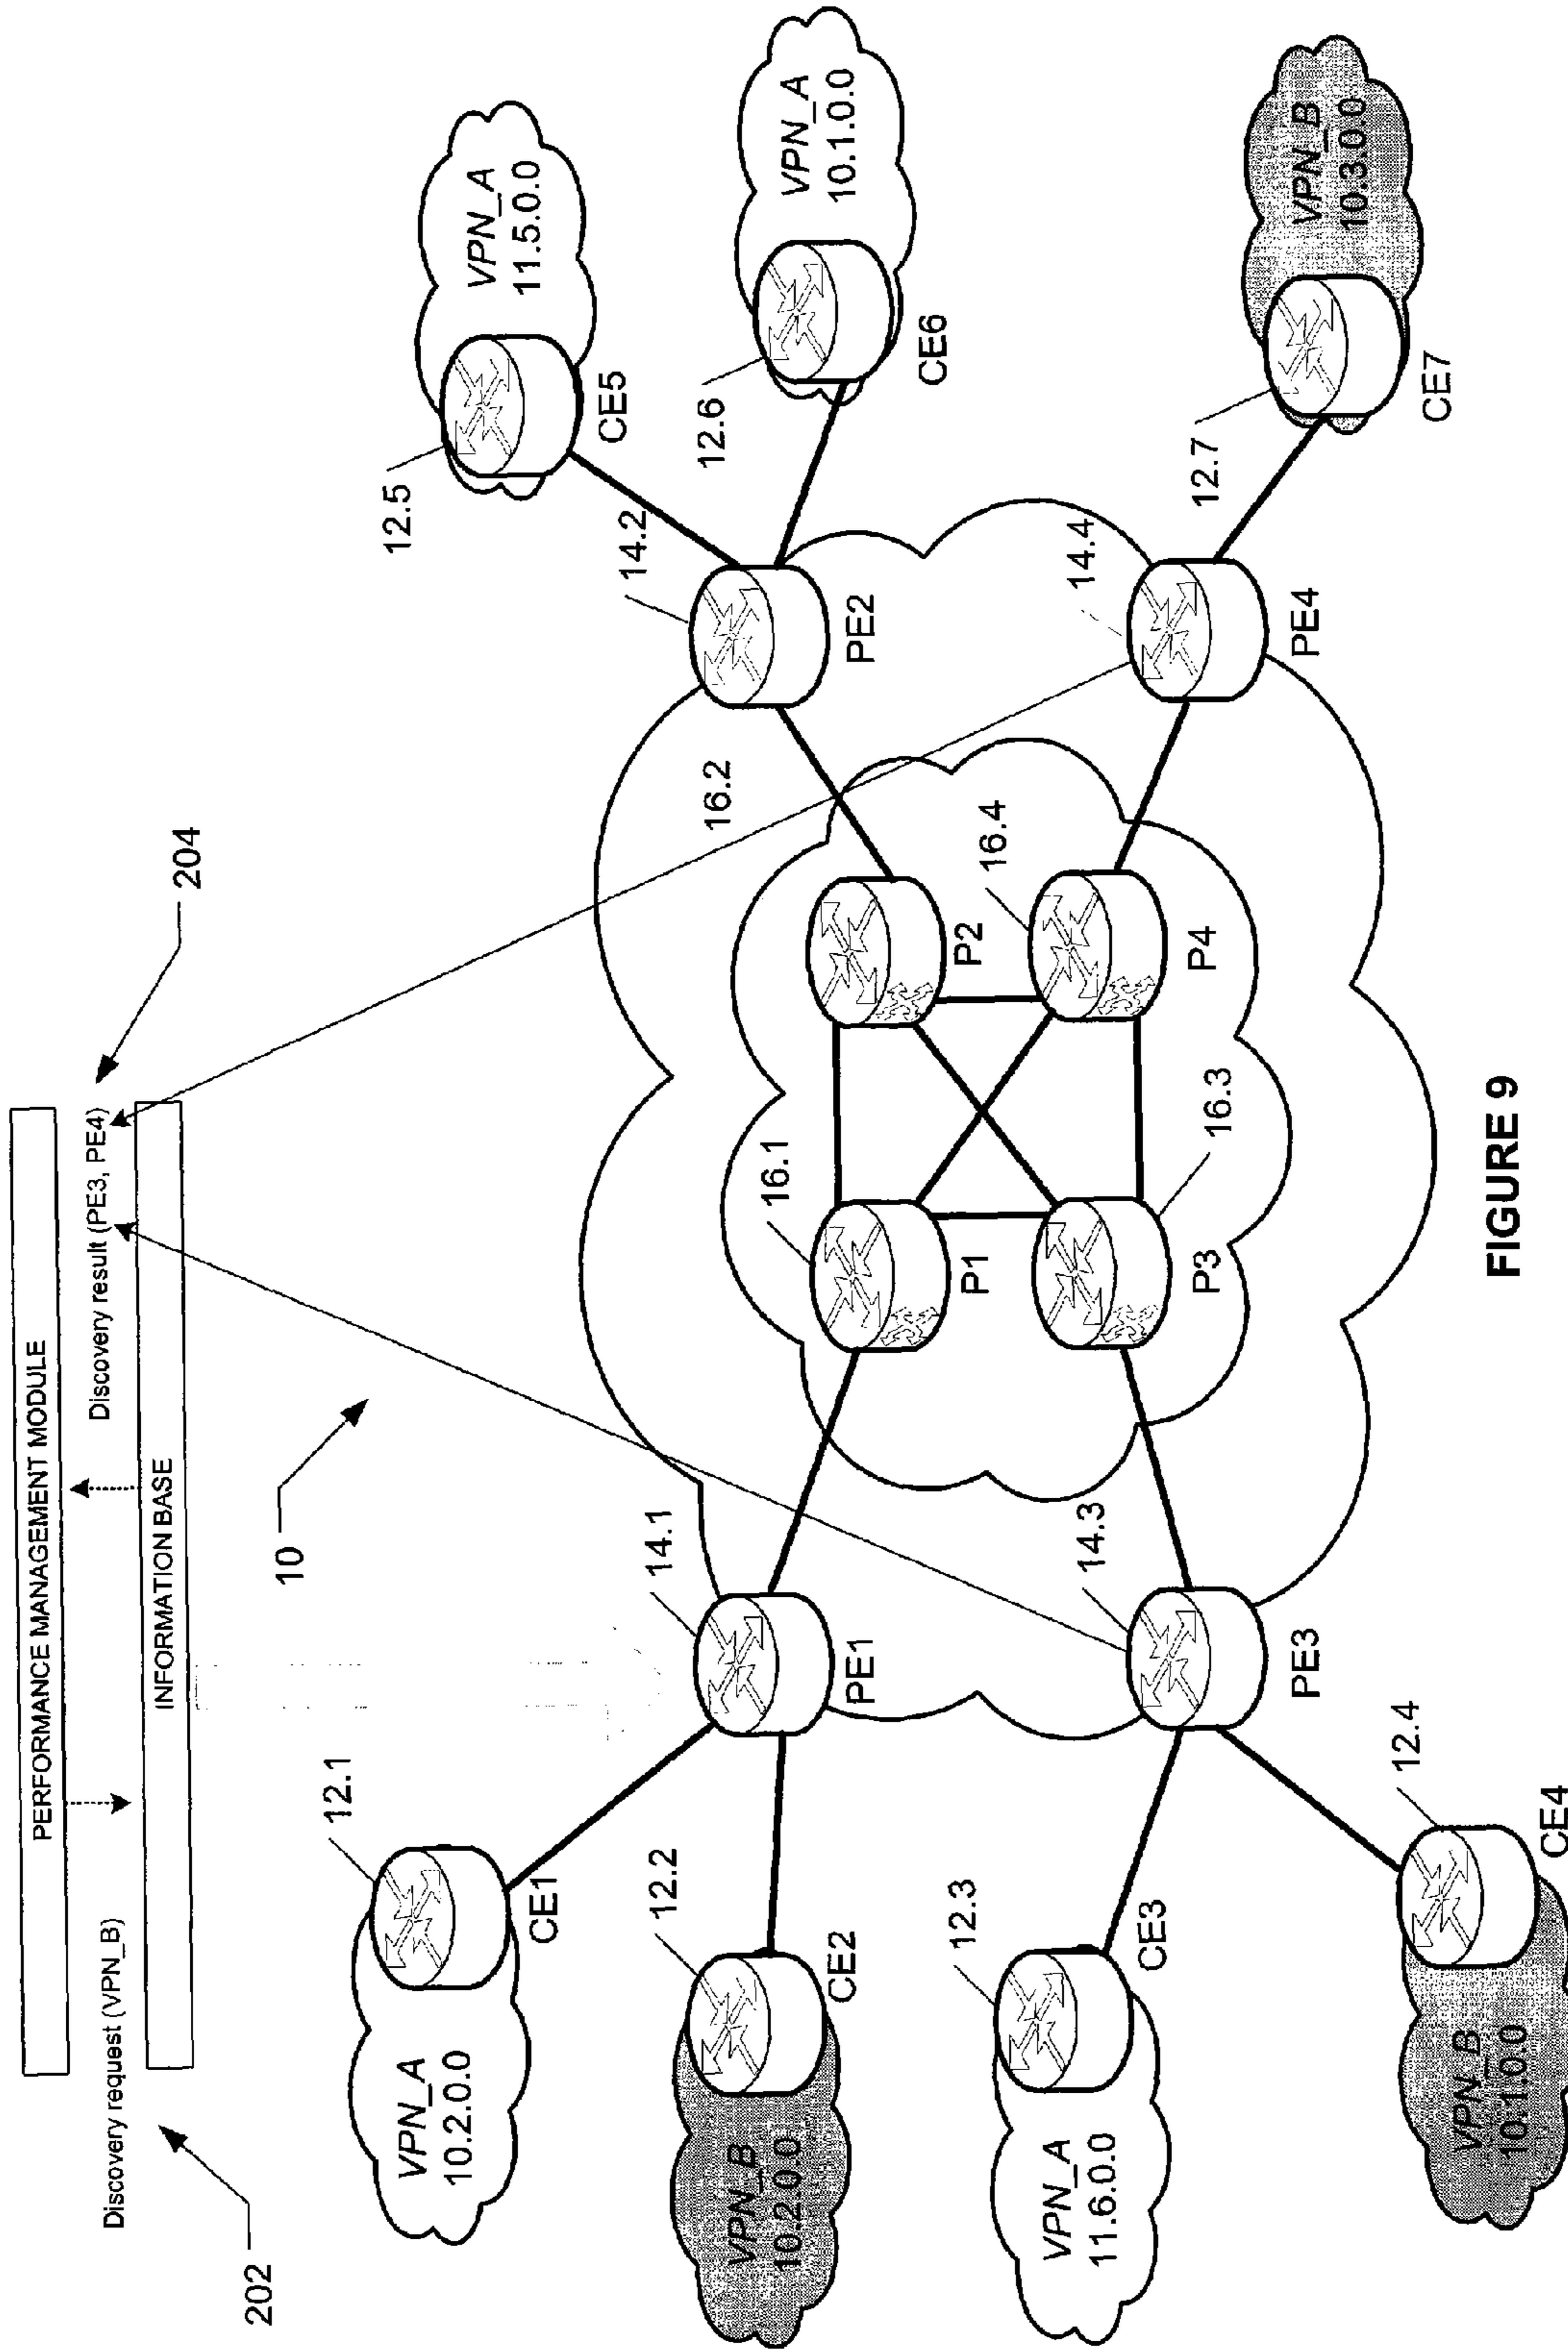 PERFORMANCE MANAGEMENT MODULE
Discovery request (VPN_B)
Discovery result (PE3, PE4)
INFORMATION BASE
202
204
10
VPN_A
10.2.0.0
12.1
CE1
VPN_B
10.2.0.0
12.2
CE2
VPN_A
11.6.0.0
12.3
CE3
VPN_B
10.1.0.0
12.4
CE4
14.1
PE1
14.3
PE3
16.1
P1
16.2
P2
16.3
P3
16.4
P4
14.2
PE2
14.4
PE4
12.5
CE5
VPN_A
11.5.0.0
12.6
CE6
VPN_A
10.1.0.0
12.7
CE7
VPN_B
10.3.0.0
FIGURE 9